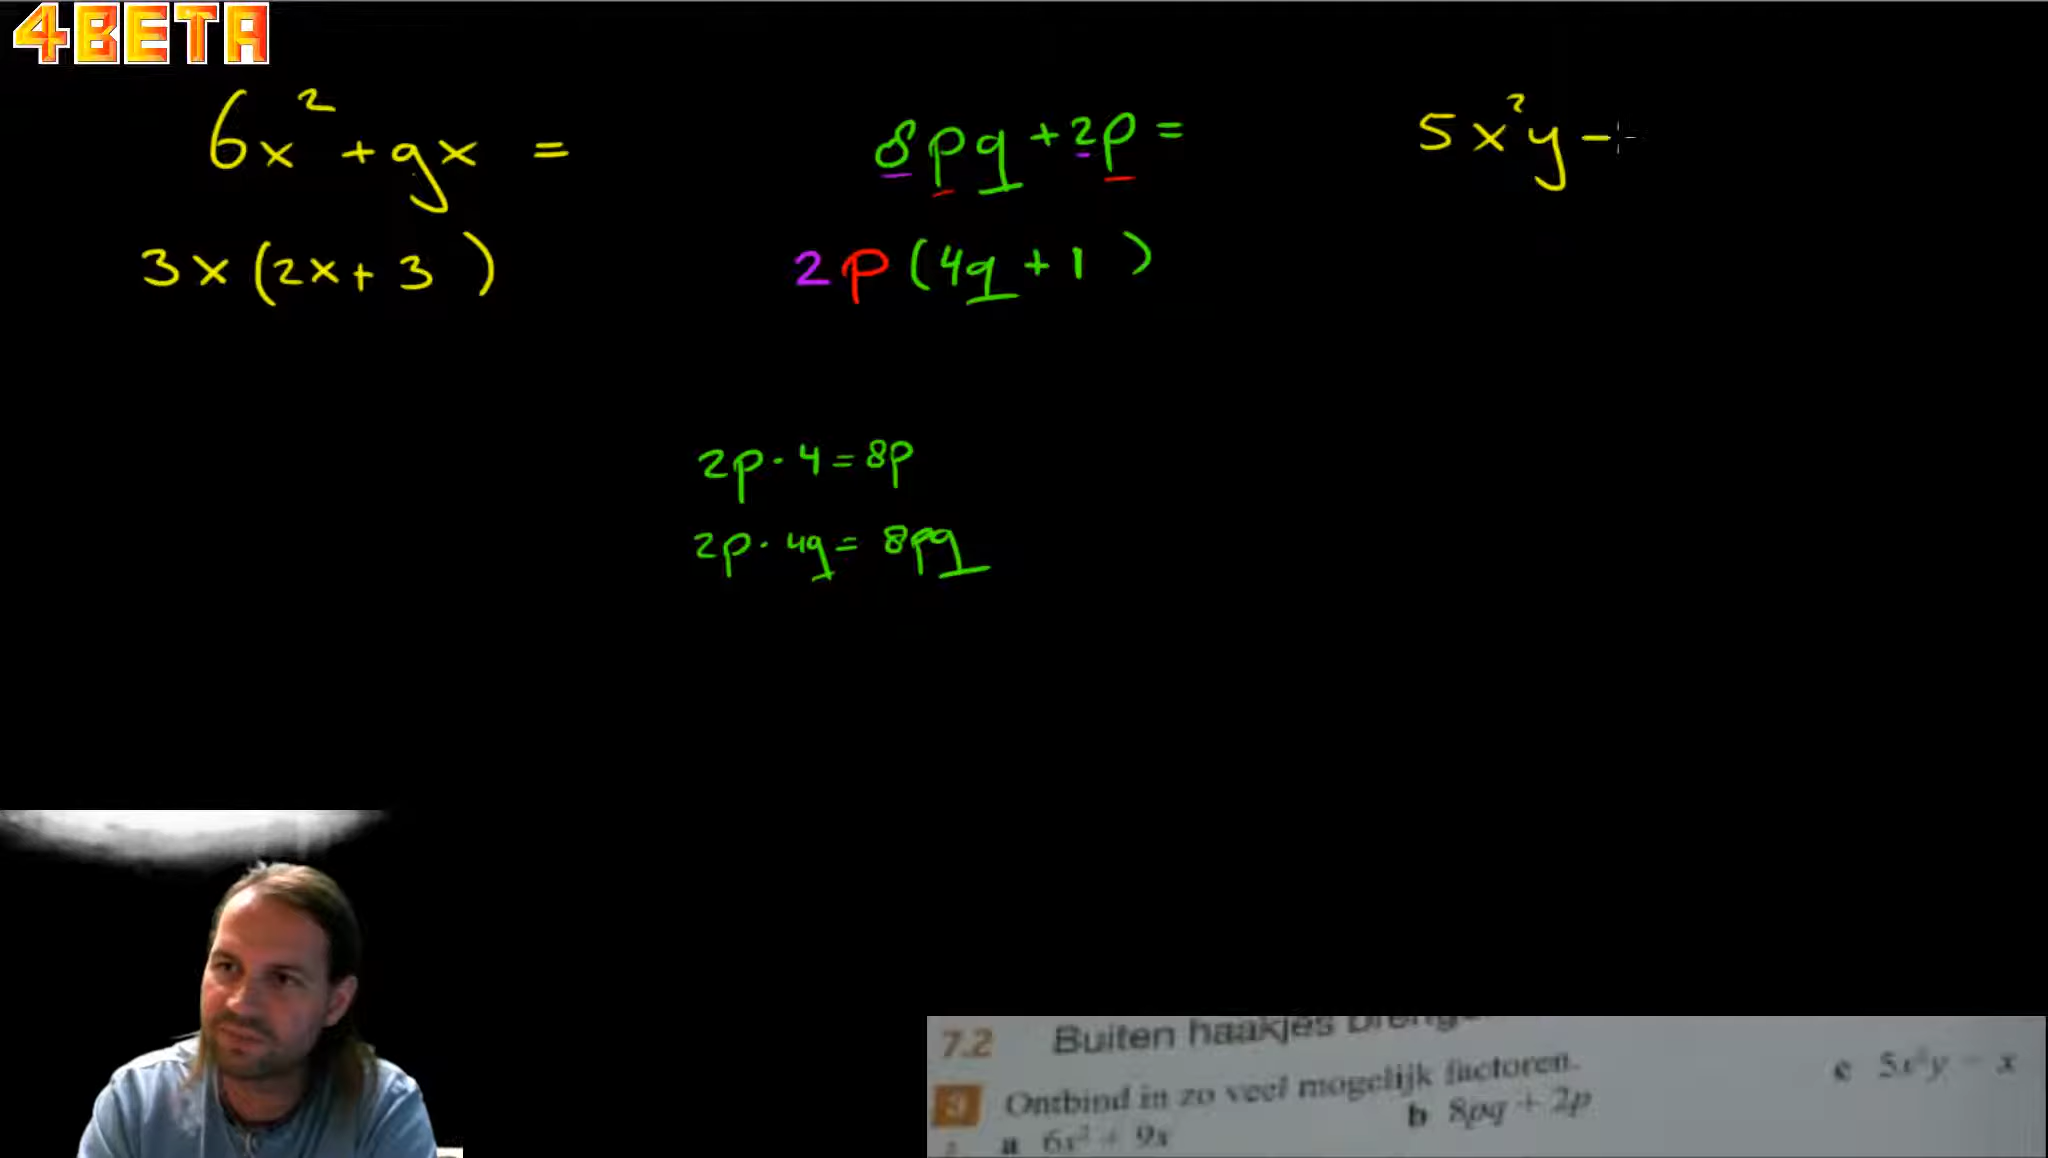 4BETA
6x² + 9x =
3x(2x + 3 )
8pq + 2p =
2p(4q + 1 )
2p · 4 = 8p
2p · 4q = 8pq
5x²y -
7.2 Buiten haakjes
9 Ontbind in zo veel mogelijk factoren.
a 6x² + 9x
b 8pq + 2p
c 5x²y - x